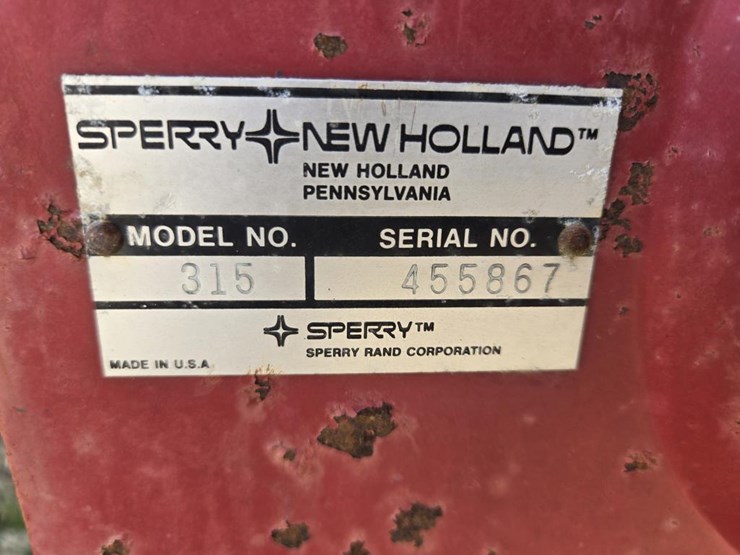 SPERRY NEW HOLLAND™
NEW HOLLAND
PENNSYLVANIA
MODEL NO. SERIAL NO.
315 455867
SPERRY™
SPERRY RAND CORPORATION
MADE IN U.S.A.